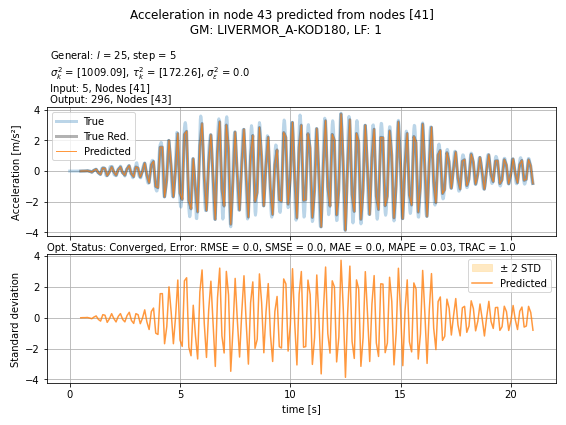 Acceleration in node 43 predicted from nodes [41]
GM: LIVERMOR_A-KOD180, LF: 1
General: l = 25, step = 5
σ²ₖ = [1009.09], τ²ₖ = [172.26], σ²ε = 0.0
Input: 5, Nodes [41]
Output: 296, Nodes [43]
4
2
0
−2
−4
Acceleration [m/s²]
True
True Red.
Predicted
Opt. Status: Converged, Error: RMSE = 0.0, SMSE = 0.0, MAE = 0.0, MAPE = 0.03, TRAC = 1.0
4
2
0
−2
−4
Standard deviation
± 2 STD
Predicted
0 5 10 15 20
time [s]